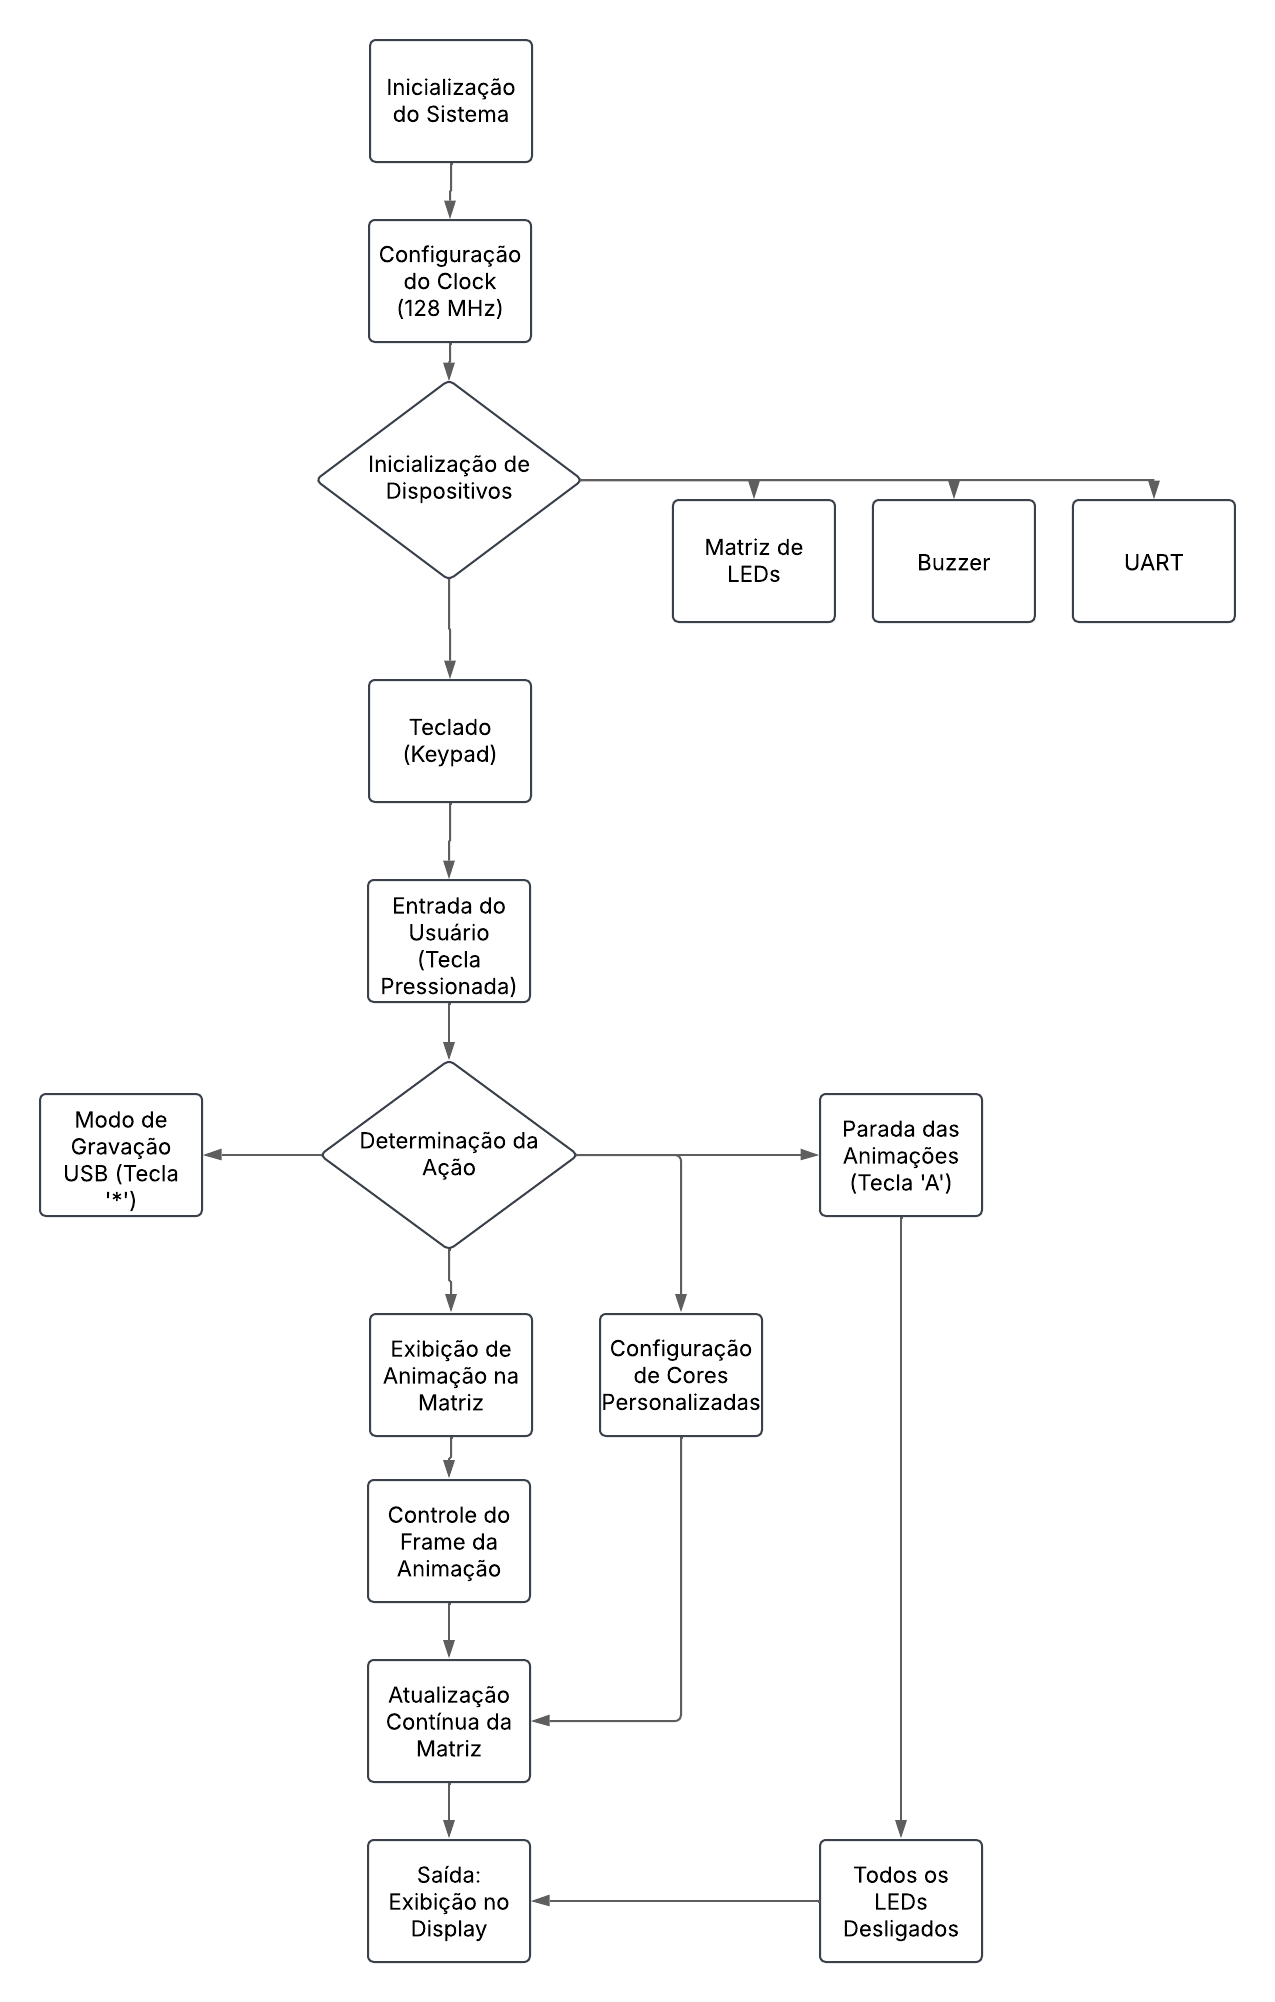 Inicialização
do Sistema
Configuração
do Clock
(128 MHz)
Inicialização de
Dispositivos
Matriz de
LEDs
Buzzer
UART
Teclado
(Keypad)
Entrada do
Usuário
(Tecla
Pressionada)
Modo de
Gravação
USB (Tecla
'*')
Determinação da
Ação
Parada das
Animações
(Tecla 'A')
Exibição de
Animação na
Matriz
Configuração
de Cores
Personalizadas
Controle do
Frame da
Animação
Atualização
Contínua da
Matriz
Saída:
Exibição no
Display
Todos os
LEDs
Desligados